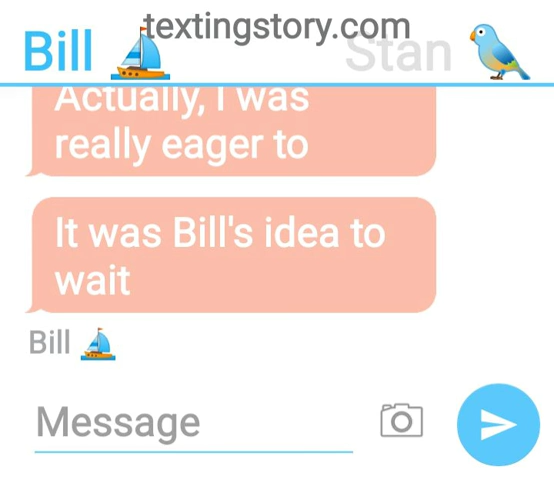 textingstory.com
Bill Stan
Actually, I was
really eager to
It was Bill's idea to
wait
Bill
Message